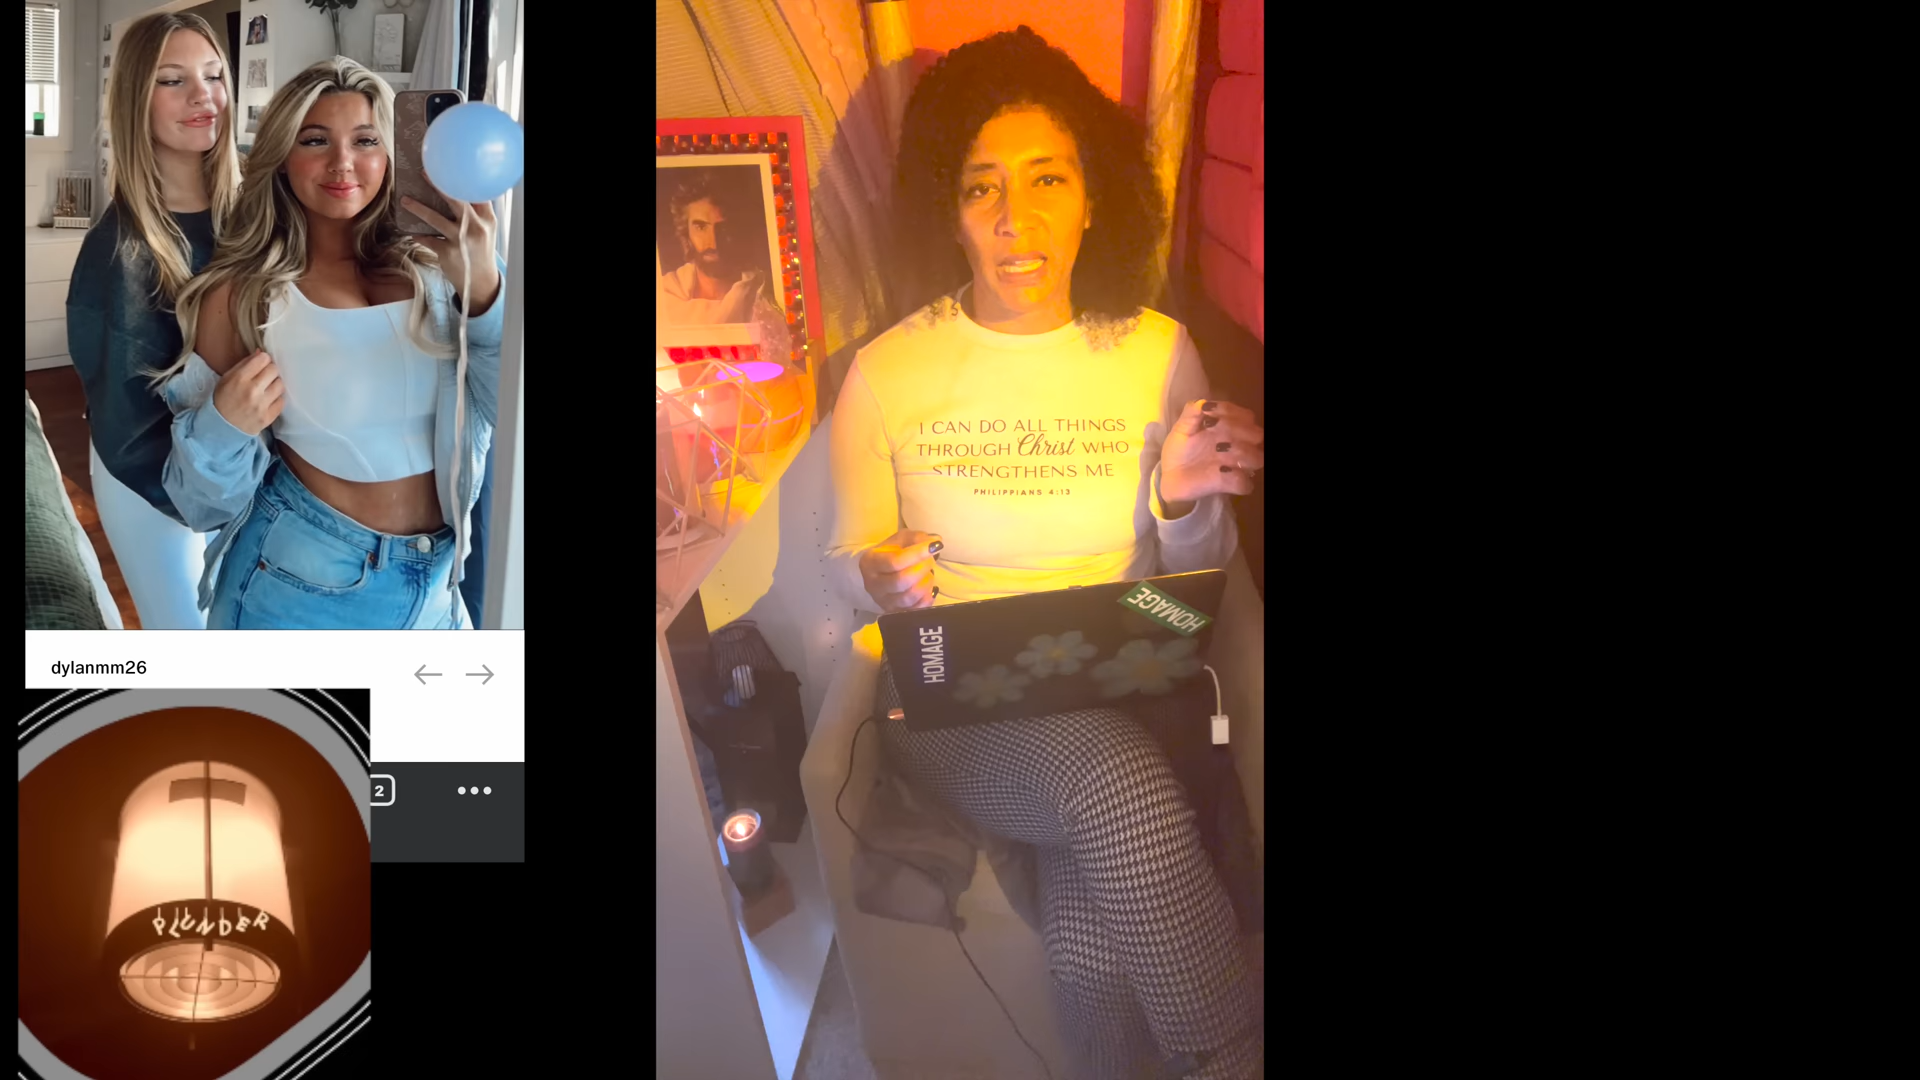 dylanmm26
2
PLUNDER
I CAN DO ALL THINGS
THROUGH Christ WHO
STRENGTHENS ME
PHILIPPIANS 4:13
HOMAGE
HOMAGE